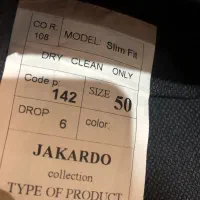 CO R: MODEL: Slim Fit
108
DRY CLEAN ONLY
Code p: SIZE 50
142
DROP color:
6
JAKARDO
collection
TYPE OF PRODUCT